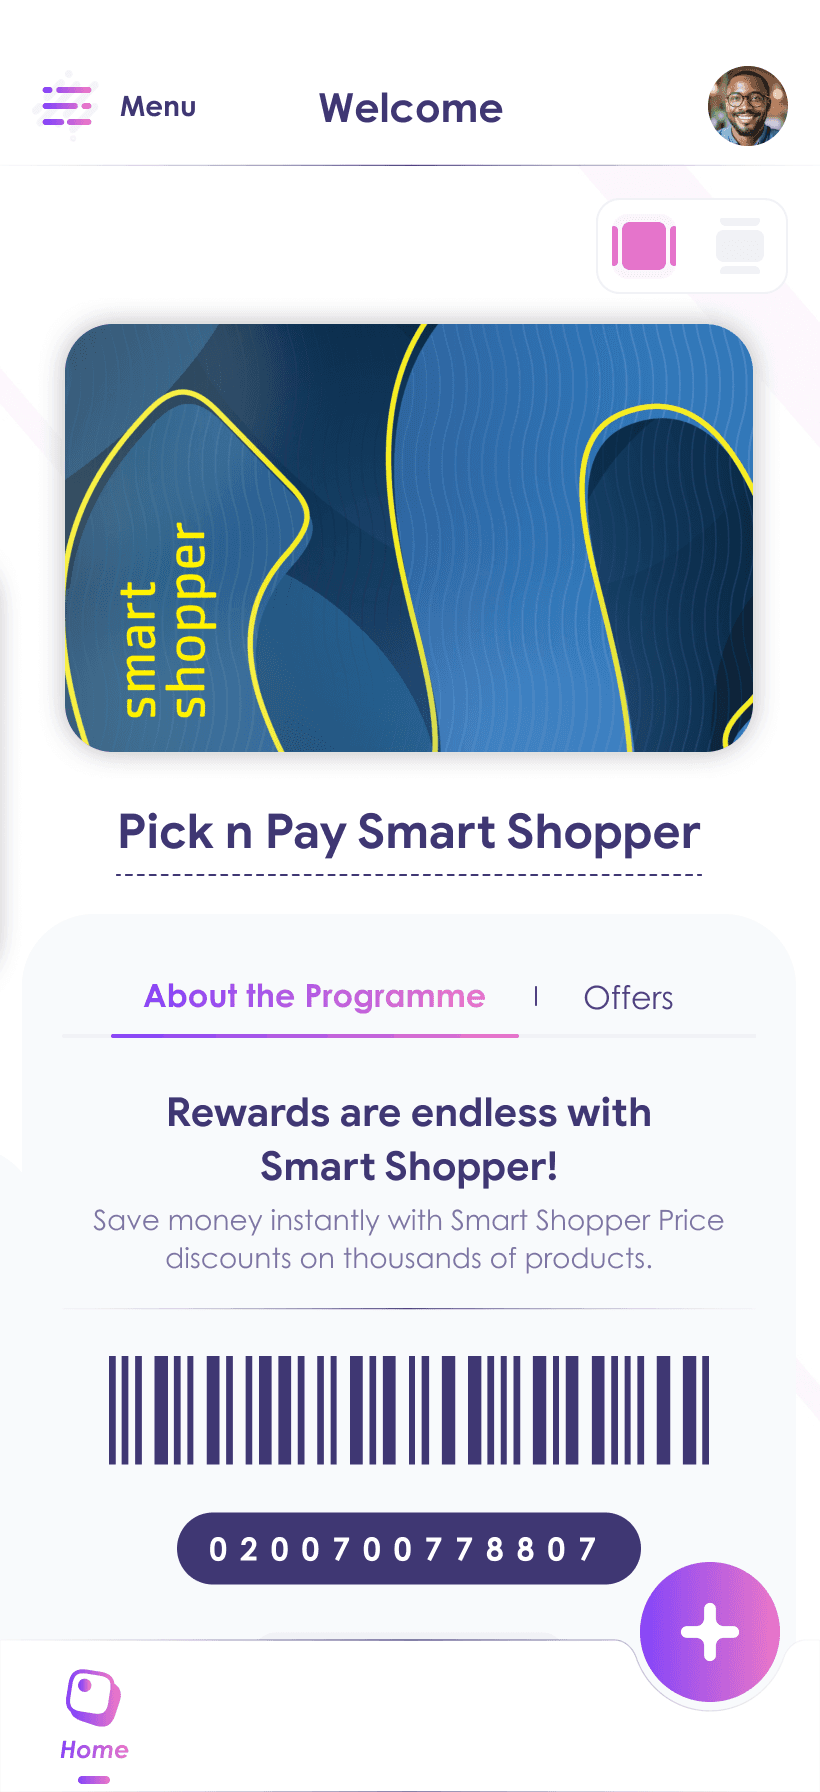 Menu
Welcome
smart
shopper
Pick n Pay Smart Shopper
About the Programme
Offers
Rewards are endless with
Smart Shopper!
Save money instantly with Smart Shopper Price
discounts on thousands of products.
0200700778807
Home